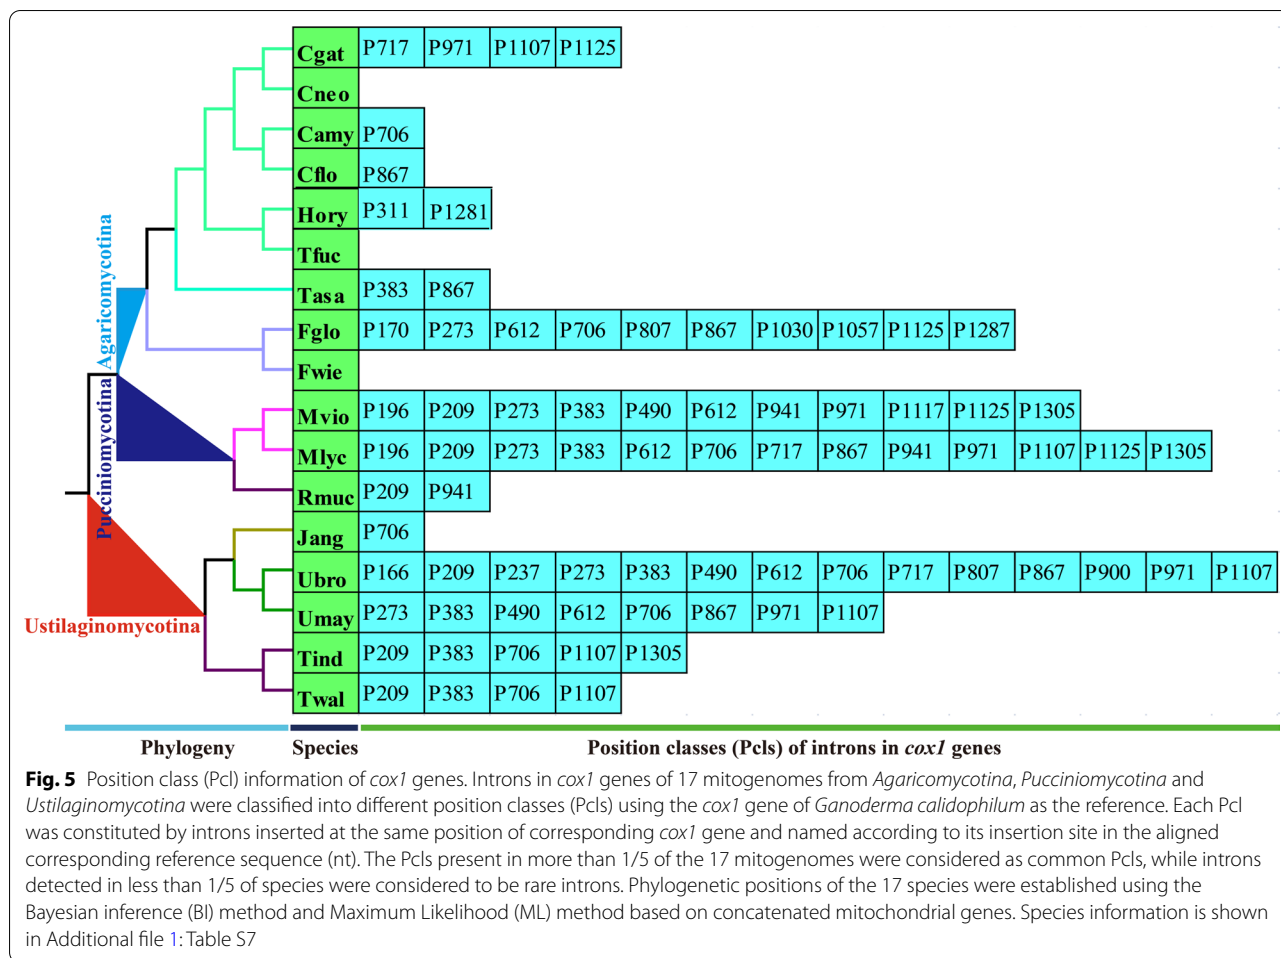 Cgat P717 P971 P1107 P1125
Cneo
Camy P706
Cflo P867
Hory P311 P1281
Tfuc
Tasa P383 P867
Fglo P170 P273 P612 P706 P807 P867 P1030 P1057 P1125 P1287
Fwie
Mvio P196 P209 P273 P383 P490 P612 P941 P971 P1117 P1125 P1305
Mlyc P196 P209 P273 P383 P612 P706 P717 P867 P941 P971 P1107 P1125 P1305
Rmuc P209 P941
Jang P706
Ubro P166 P209 P237 P273 P383 P490 P612 P706 P717 P807 P867 P900 P971 P1107
Umay P273 P383 P490 P612 P706 P867 P971 P1107
Tind P209 P383 P706 P1107 P1305
Twal P209 P383 P706 P1107
Agaricomycotina
Pucciniomycotina
Ustilaginomycotina
Phylogeny Species Position classes (Pcls) of introns in cox1 genes
Fig. 5 Position class (Pcl) information of cox1 genes. Introns in cox1 genes of 17 mitogenomes from Agaricomycotina, Pucciniomycotina and
Ustilaginomycotina were classified into different position classes (Pcls) using the cox1 gene of Ganoderma calidophilum as the reference. Each Pcl
was constituted by introns inserted at the same position of corresponding cox1 gene and named according to its insertion site in the aligned
corresponding reference sequence (nt). The Pcls present in more than 1/5 of the 17 mitogenomes were considered as common Pcls, while introns
detected in less than 1/5 of species were considered to be rare introns. Phylogenetic positions of the 17 species were established using the
Bayesian inference (BI) method and Maximum Likelihood (ML) method based on concatenated mitochondrial genes. Species information is shown
in Additional file 1: Table S7